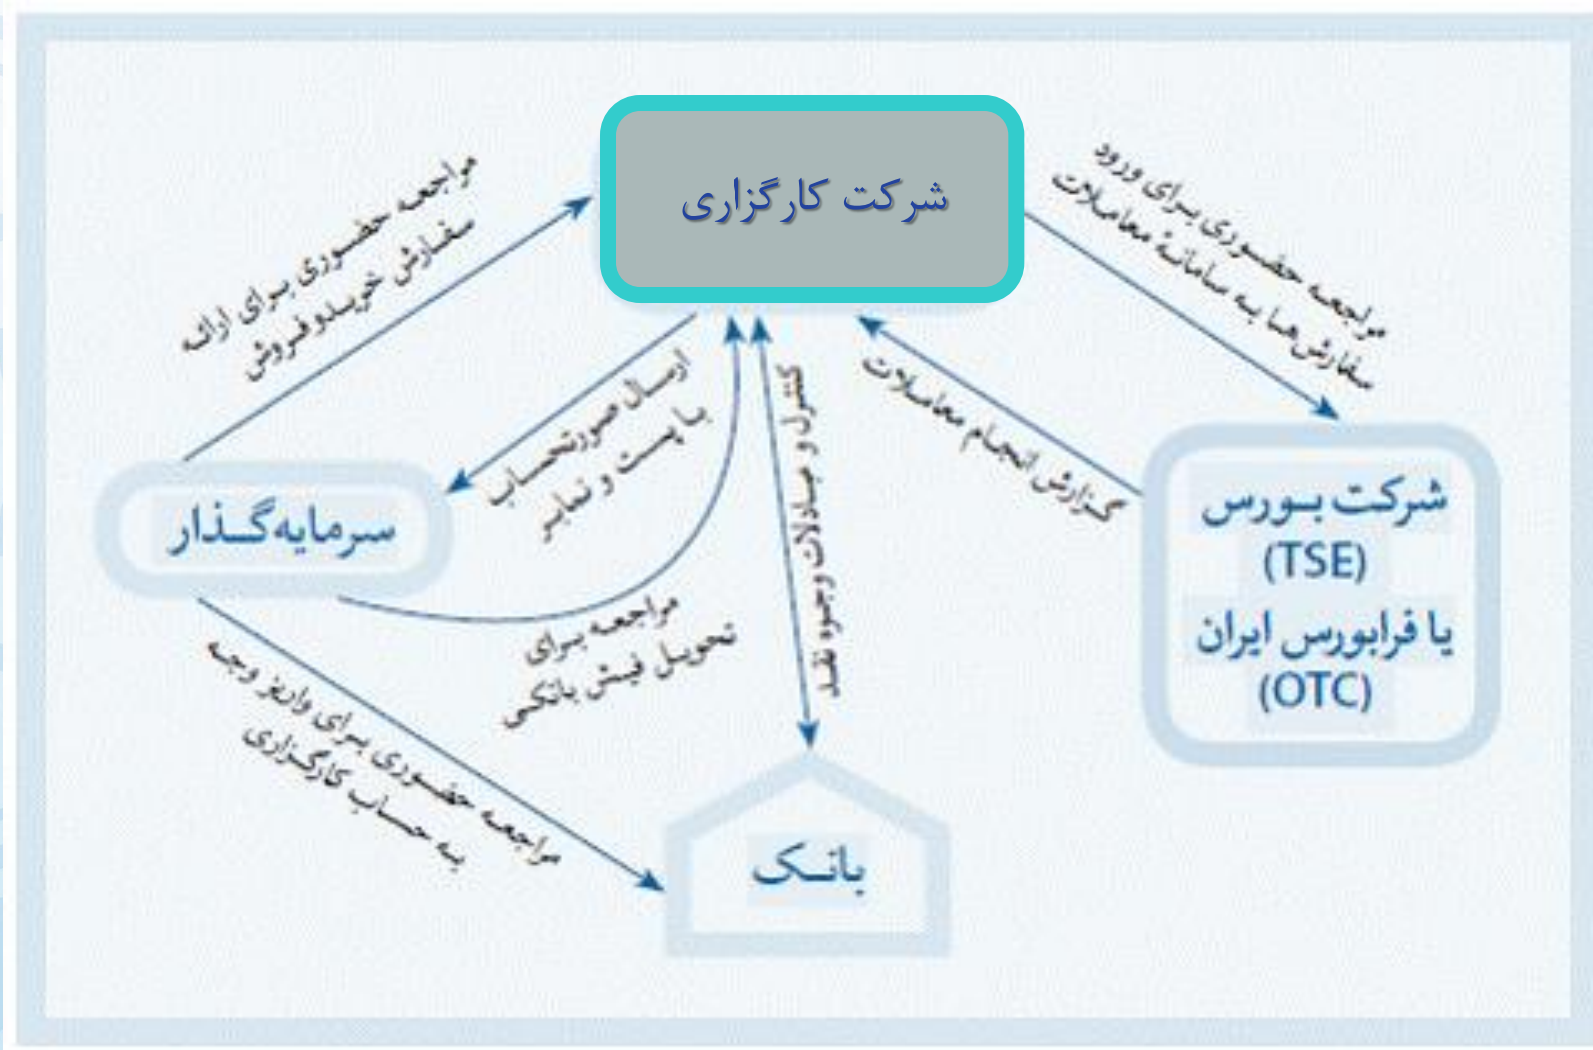 شرکت کارگزاری
مراجعه حضوری برای ورود
سفارش‌ها به سامانهٔ معاملات
مراجعه حضوری برای ارائه
سفارش خریدوفروش
ارسال صورتحساب
با پست و نمابر
کنترل و مبادلات وجوه نقد
گزارش انجام معاملات
سرمایه‌گذار
شرکت بورس
(TSE)
یا فرابورس ایران
(OTC)
مراجعه برای
تحویل فیش بانکی
مراجعه حضوری برای واریز وجه
به حساب کارگزاری
بانک